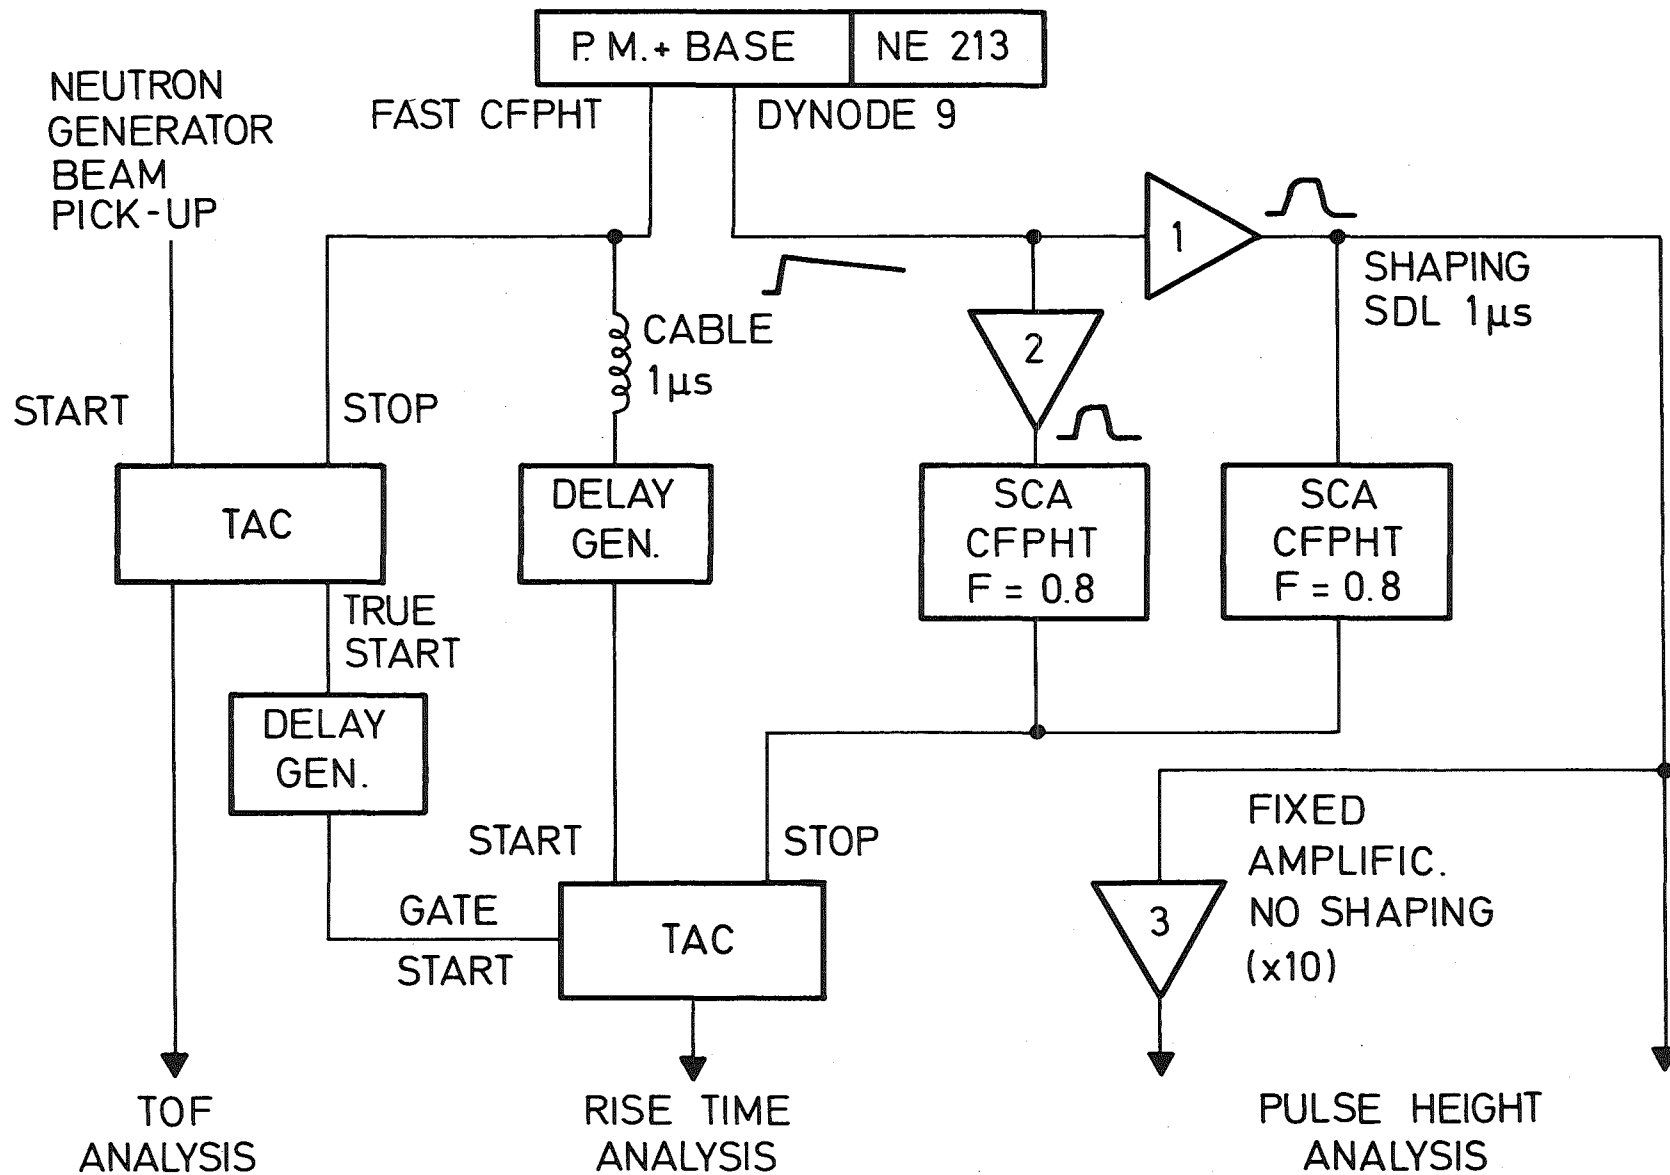 P.M.+ BASE
NE 213
NEUTRON
GENERATOR
BEAM
PICK-UP
FAST CFPHT
DYNODE 9
1
SHAPING
SDL 1µs
CABLE
1µs
2
START
STOP
TAC
DELAY
GEN.
SCA
CFPHT
F = 0.8
SCA
CFPHT
F = 0.8
TRUE
START
DELAY
GEN.
START
STOP
GATE
START
TAC
FIXED
AMPLIFIC.
NO SHAPING
(x10)
3
TOF
ANALYSIS
RISE TIME
ANALYSIS
PULSE HEIGHT
ANALYSIS